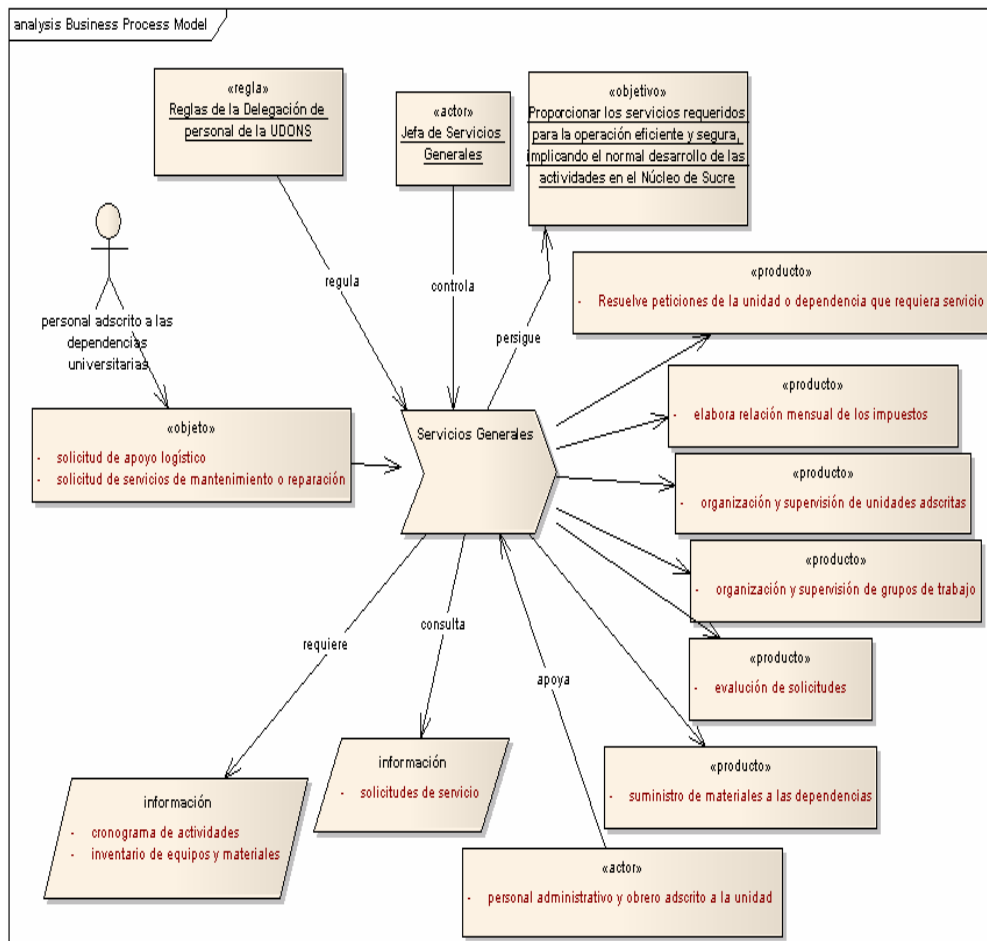 analysis Business Process Model
«regla»
Reglas de la Delegación de
personal de la UDONS
«actor»
Jefa de Servicios
Generales
«objetivo»
Proporcionar los servicios requeridos
para la operación eficiente y segura,
implicando el normal desarrollo de las
actividades en el Núcleo de Sucre
personal adscrito a las
dependencias
universitarias
regula
controla
persigue
«producto»
- Resuelve peticiones de la unidad o dependencia que requiera servicio
«objeto»
- solicitud de apoyo logístico
- solicitud de servicios de mantenimiento o reparación
Servicios Generales
«producto»
- elabora relación mensual de los impuestos
«producto»
- organización y supervisión de unidades adscritas
«producto»
- organización y supervisión de grupos de trabajo
«producto»
- evalución de solicitudes
«producto»
- suministro de materiales a las dependencias
requiere
consulta
apoya
información
- cronograma de actividades
- inventario de equipos y materiales
información
- solicitudes de servicio
«actor»
- personal administrativo y obrero adscrito a la unidad